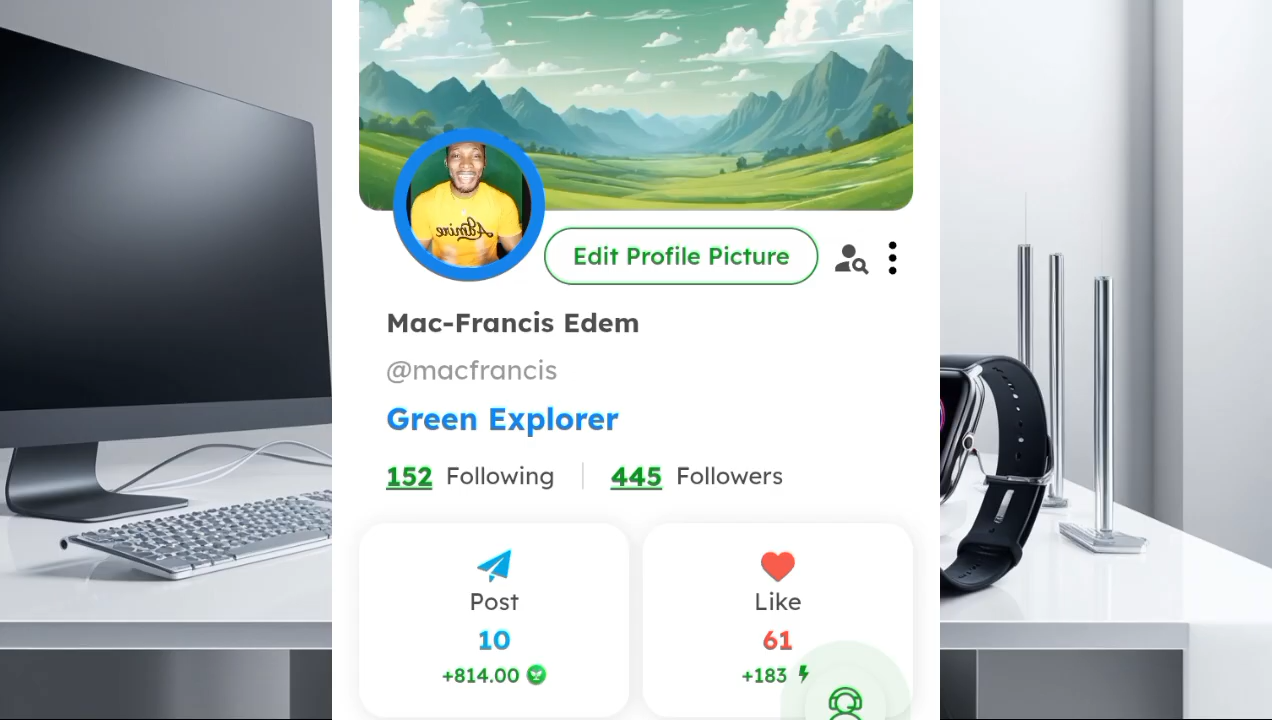 Admire
Edit Profile Picture
Mac-Francis Edem
@macfrancis
Green Explorer
152 Following
445 Followers
Post
10
+814.00
Like
61
+183